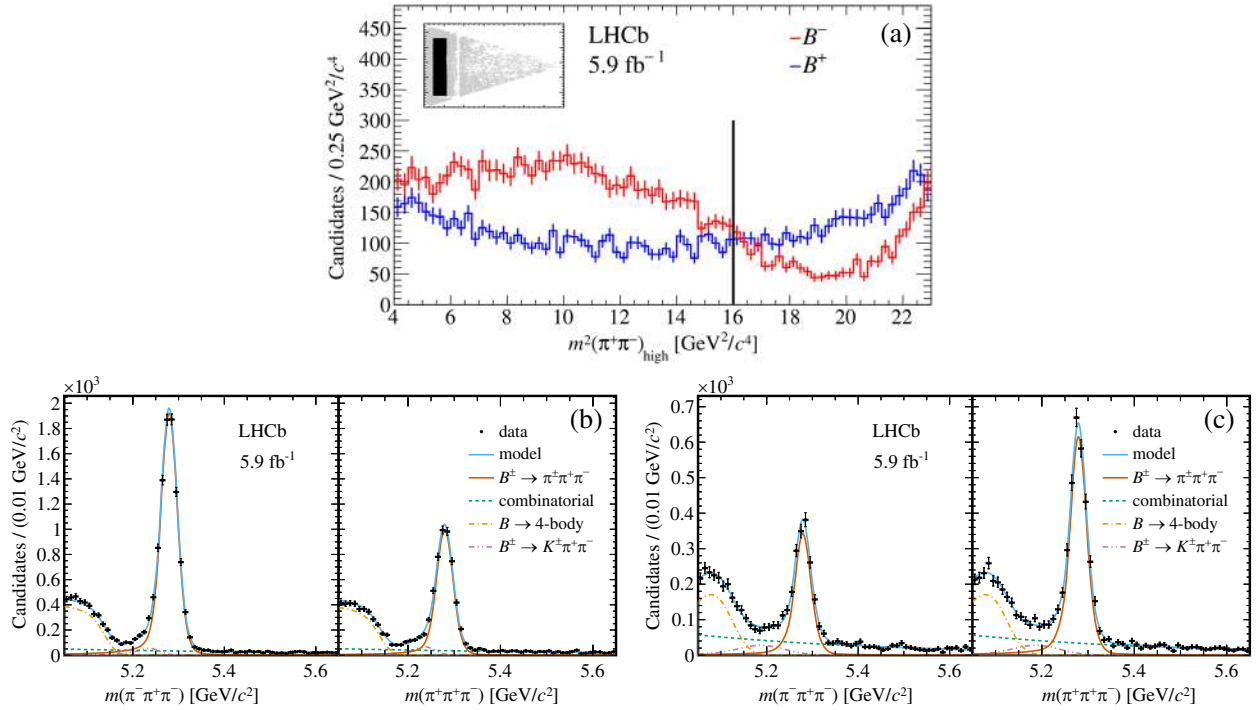 (a)
LHCb
5.9 fb⁻¹
B⁻
B⁺
Candidates / 0.25 GeV²/c⁴
450
400
350
300
250
200
150
100
50
0
4 6 8 10 12 14 16 18 20 22
m²(π⁺π⁻)high [GeV²/c⁴]
×10³
(b)
LHCb
5.9 fb⁻¹
data
model
B± → π±π⁺π⁻
combinatorial
B → 4-body
B± → K±π⁺π⁻
Candidates / (0.01 GeV/c²)
2
1.8
1.6
1.4
1.2
1
0.8
0.6
0.4
0.2
0
5.2 5.4 5.6 5.2 5.4 5.6
m(π⁻π⁺π⁻) [GeV/c²] m(π⁺π⁺π⁻) [GeV/c²]
×10³
(c)
LHCb
5.9 fb⁻¹
data
model
B± → π±π⁺π⁻
combinatorial
B → 4-body
B± → K±π⁺π⁻
Candidates / (0.01 GeV/c²)
0.7
0.6
0.5
0.4
0.3
0.2
0.1
0
5.2 5.4 5.6 5.2 5.4 5.6
m(π⁻π⁺π⁻) [GeV/c²] m(π⁺π⁺π⁻) [GeV/c²]